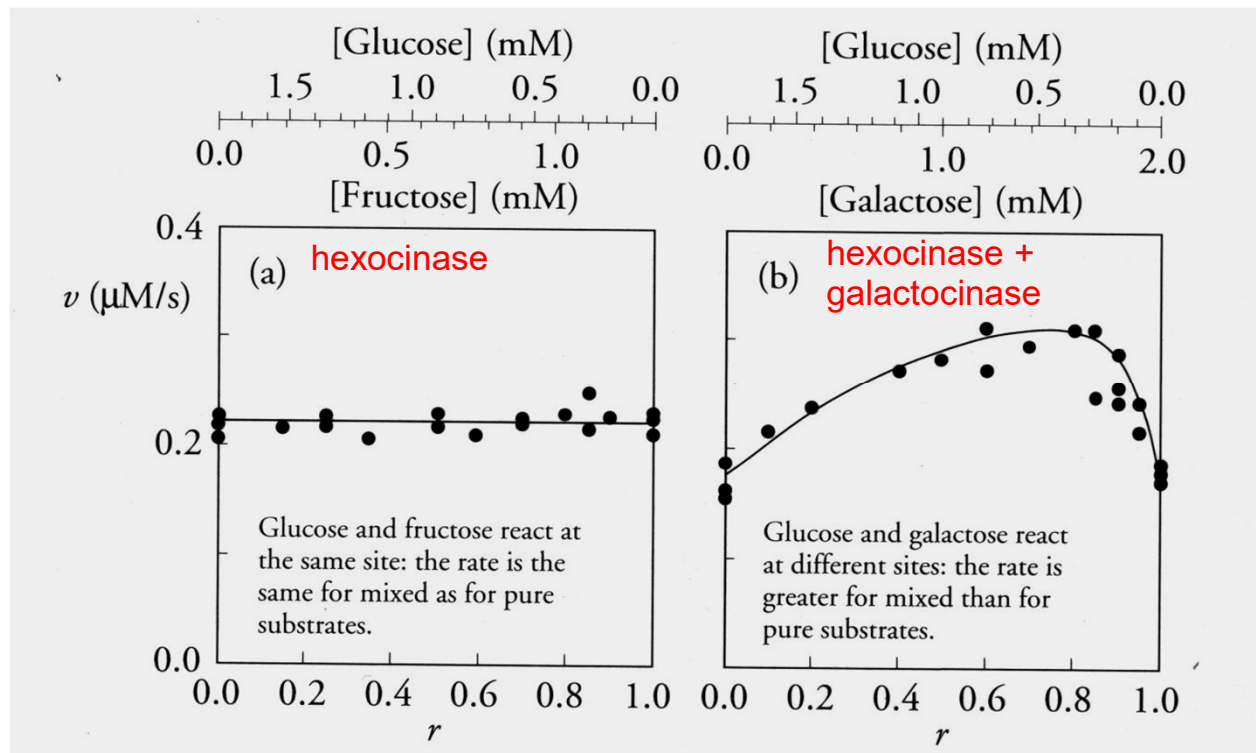 [Glucose] (mM)
1.5 1.0 0.5 0.0
0.0 0.5 1.0
[Fructose] (mM)
[Glucose] (mM)
1.5 1.0 0.5 0.0
0.0 1.0 2.0
[Galactose] (mM)
0.4
v (μM/s)
0.2
0.0
(a) hexocinase
Glucose and fructose react at
the same site: the rate is the
same for mixed as for pure
substrates.
0.0 0.2 0.4 0.6 0.8 1.0
r
(b) hexocinase +
galactocinase
Glucose and galactose react
at different sites: the rate is
greater for mixed than for
pure substrates.
0.0 0.2 0.4 0.6 0.8 1.0
r